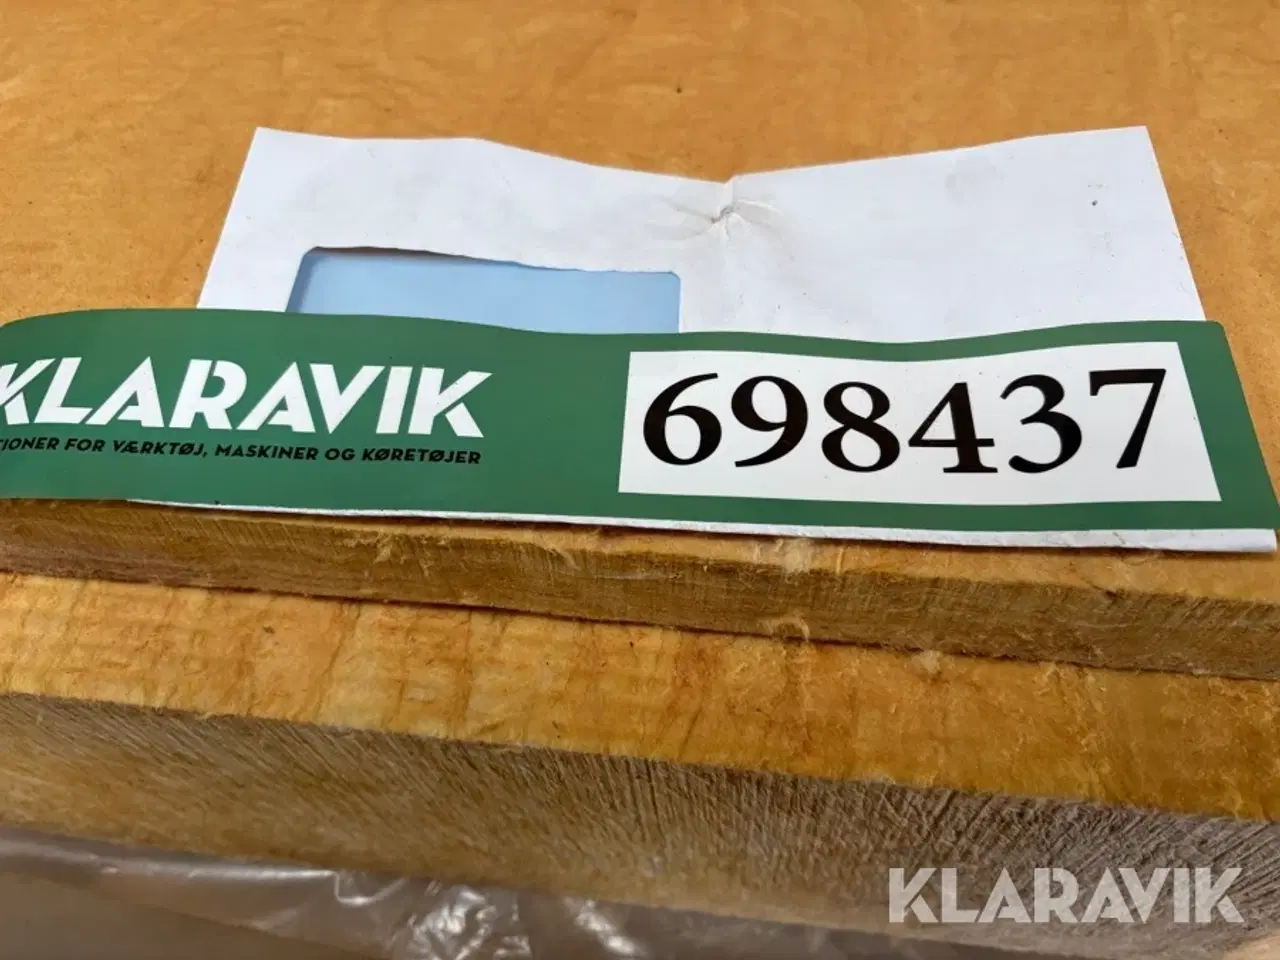 KLARAVIK
698437
TIONER FOR VÆRKTØJ, MASKINER OG KØRETØJER
KLARAVIK